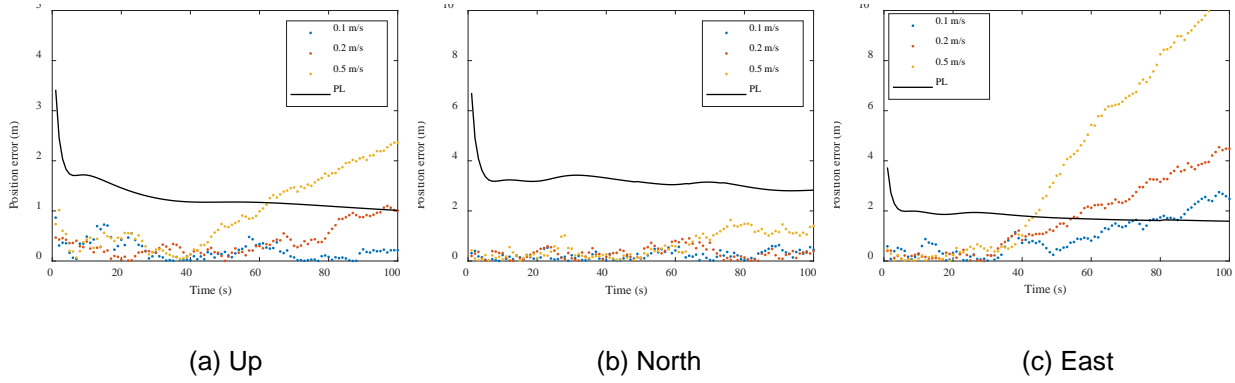 5
4
3
2
1
0
0 20 40 60 80 100
Position error (m)
Time (s)
0.1 m/s
0.2 m/s
0.5 m/s
PL
(a) Up
10
8
6
4
2
0
0 20 40 60 80 100
Position error (m)
Time (s)
0.1 m/s
0.2 m/s
0.5 m/s
PL
(b) North
10
8
6
4
2
0
0 20 40 60 80 100
Position error (m)
Time (s)
0.1 m/s
0.2 m/s
0.5 m/s
PL
(c) East